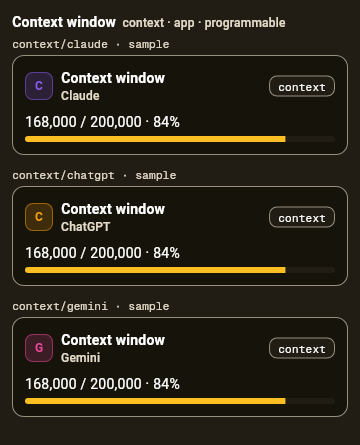 Context window context · app · programmable
context/claude · sample
C Context window context
Claude
168,000 / 200,000 · 84%
context/chatgpt · sample
C Context window context
ChatGPT
168,000 / 200,000 · 84%
context/gemini · sample
G Context window context
Gemini
168,000 / 200,000 · 84%